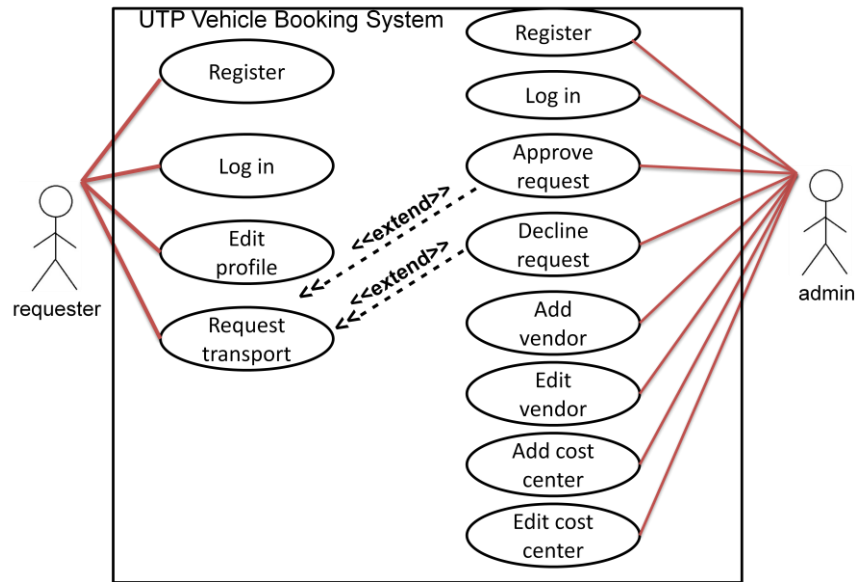 UTP Vehicle Booking System
Register
Log in
Edit
profile
Request
transport
requester
<<extend>>
<<extend>>
Register
Log in
Approve
request
Decline
request
Add
vendor
Edit
vendor
Add cost
center
Edit cost
center
admin